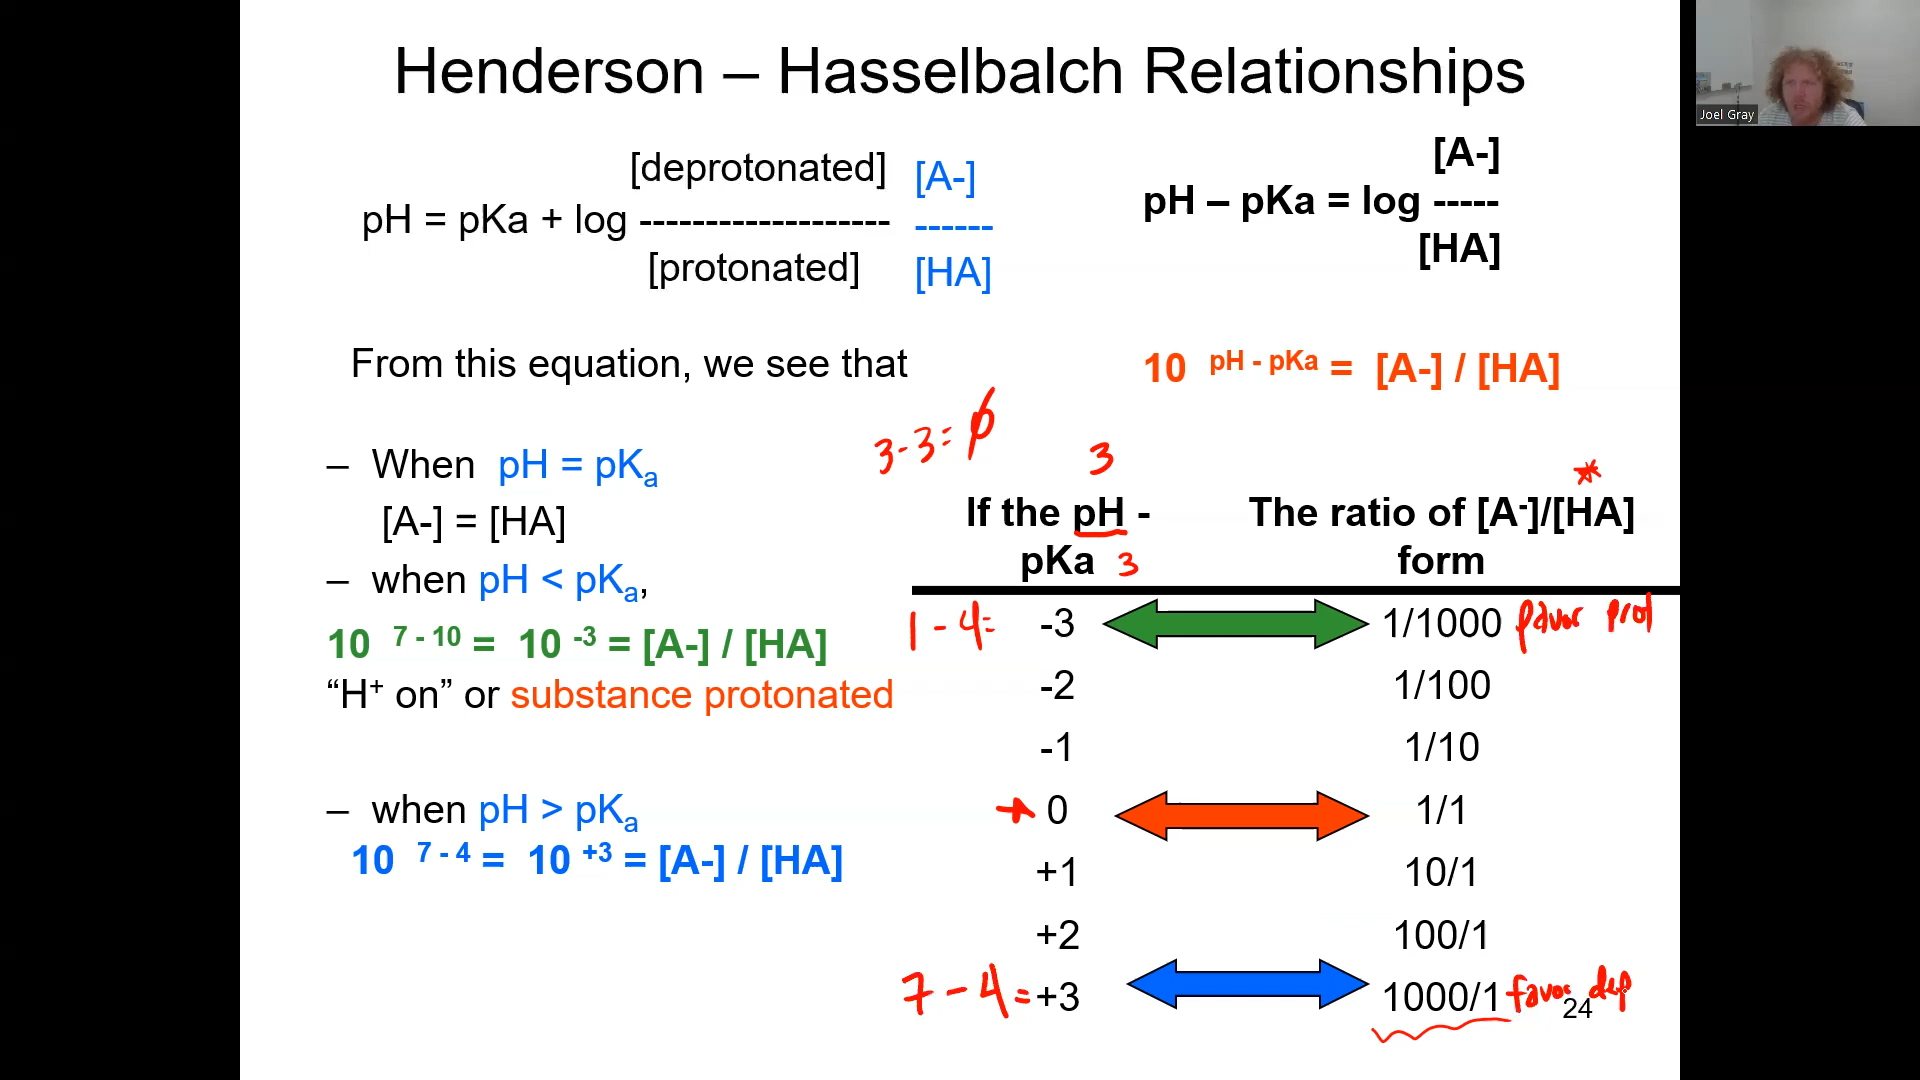 Henderson – Hasselbalch Relationships
Joel Gray
[deprotonated] [A-]
pH = pKa + log ------------------- ------
[protonated] [HA]
[A-]
pH – pKa = log -----
[HA]
From this equation, we see that
10 pH - pKa = [A-] / [HA]
– When pH = pKa
[A-] = [HA]
– when pH < pKa,
10 7 - 10 = 10 -3 = [A-] / [HA]
“H+ on” or substance protonated
– when pH > pKa
10 7 - 4 = 10 +3 = [A-] / [HA]
3-3=0
3
*
If the pH - The ratio of [A-]/[HA]
pKa 3 form
1-4= -3 1/1000 favor prot
-2 1/100
-1 1/10
0 1/1
+1 10/1
+2 100/1
7-4= +3 1000/1 favor dep
24